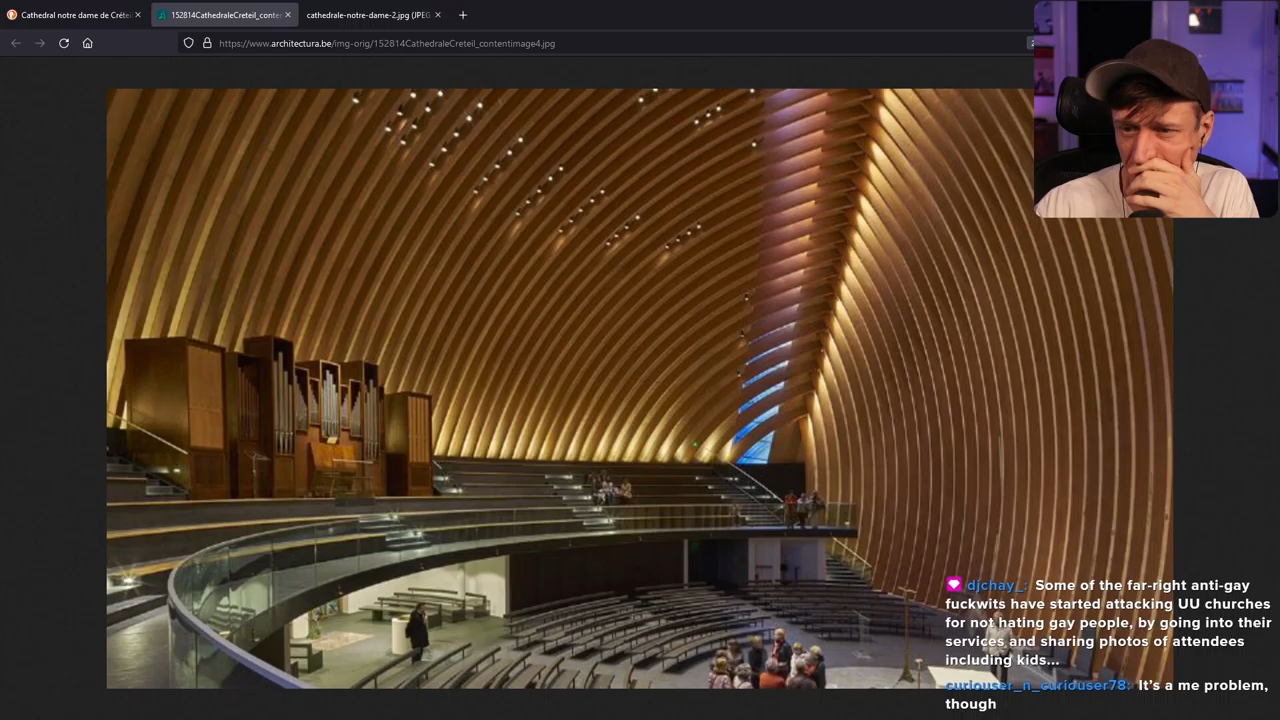 Cathedral notre dame de Créte
152814CathedraleCreteil_conte
cathedrale-notre-dame-2.jpg (JPEG
https://www.architectura.be/img-orig/152814CathedraleCreteil_contentimage4.jpg
djchay_: Some of the far-right anti-gay
fuckwits have started attacking UU churches
for not hating gay people, by going into their
services and sharing photos of attendees
including kids...
curiouser_n_curiouser78: It's a me problem,
though